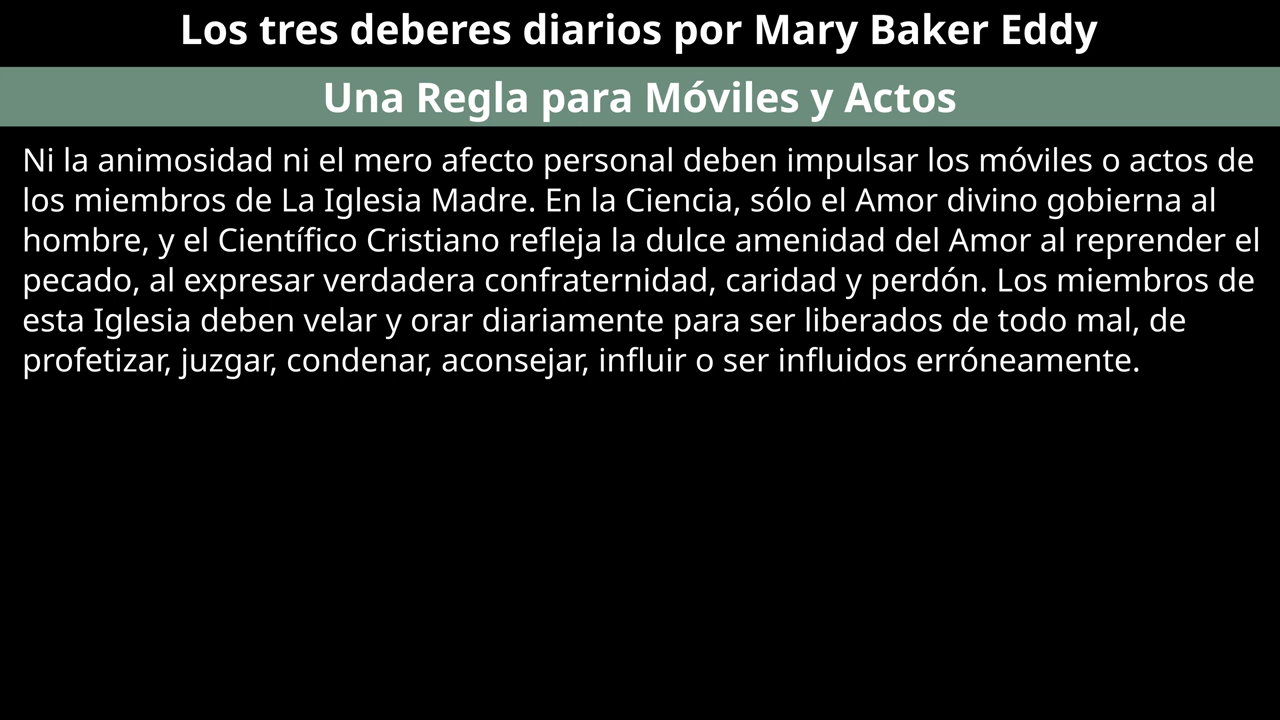 Los tres deberes diarios por Mary Baker Eddy
Una Regla para Móviles y Actos
Ni la animosidad ni el mero afecto personal deben impulsar los móviles o actos de
los miembros de La Iglesia Madre. En la Ciencia, sólo el Amor divino gobierna al
hombre, y el Científico Cristiano refleja la dulce amenidad del Amor al reprender el
pecado, al expresar verdadera confraternidad, caridad y perdón. Los miembros de
esta Iglesia deben velar y orar diariamente para ser liberados de todo mal, de
profetizar, juzgar, condenar, aconsejar, influir o ser influidos erróneamente.